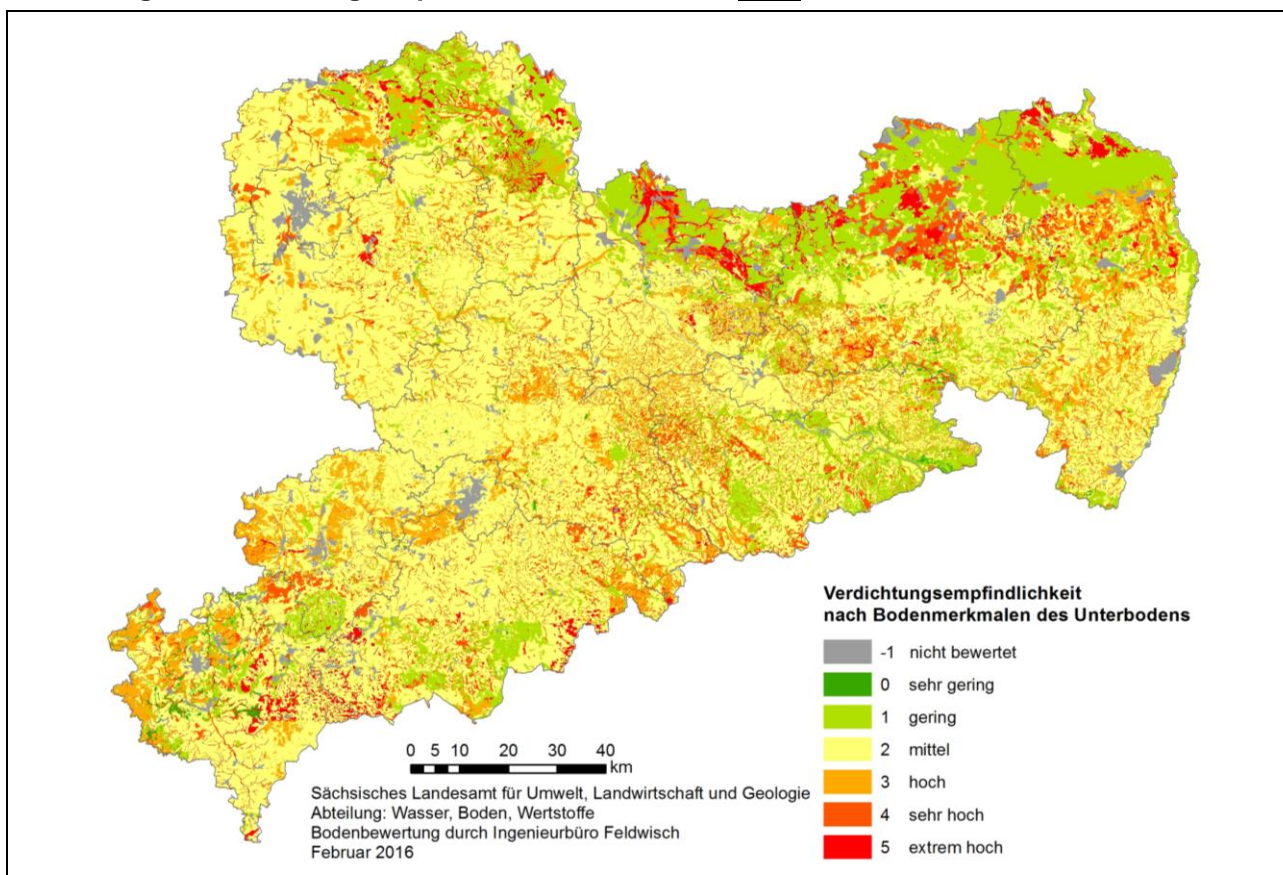 Verdichtungsempfindlichkeit
nach Bodenmerkmalen des Unterbodens
-1 nicht bewertet
0 sehr gering
1 gering
2 mittel
3 hoch
4 sehr hoch
5 extrem hoch
0 5 10 20 30 40
km
Sächsisches Landesamt für Umwelt, Landwirtschaft und Geologie
Abteilung: Wasser, Boden, Wertstoffe
Bodenbewertung durch Ingenieurbüro Feldwisch
Februar 2016